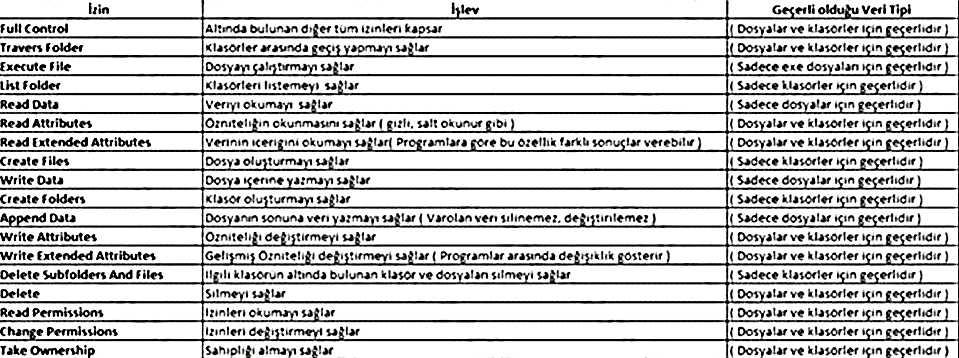 İzin İşlev Geçerli olduğu Veri Tipi
Full Control Altında bulunan diğer tüm izinleri kapsar ( Dosyalar ve klasörler için geçerlidir )
Travers Folder Klasörler arasında geçiş yapmayı sağlar ( Dosyalar ve klasörler için geçerlidir )
Execute File Dosyayı çalıştırmayı sağlar ( Sadece exe dosyaları için geçerlidir )
List Folder Klasörleri listemeyi sağlar ( Sadece klasörler için geçerlidir )
Read Data Veriyi okumayı sağlar ( Sadece dosyalar için geçerlidir )
Read Attributes Özniteliğin okunmasını sağlar ( gizli, salt okunur gibi ) ( Dosyalar ve klasörler için geçerlidir )
Read Extended Attributes Verinin içeriğini okumayı sağlar( Programlara göre bu özellik farklı sonuçlar verebilir ) ( Dosyalar ve klasörler için geçerlidir )
Create Files Dosya oluşturmayı sağlar ( Sadece klasörler için geçerlidir )
Write Data Dosya içerine yazmayı sağlar ( Sadece dosyalar için geçerlidir )
Create Folders Klasör oluşturmayı sağlar ( Sadece klasörler için geçerlidir )
Append Data Dosyanın sonuna veri yazmayı sağlar ( Varolan veri silinemez, değiştirilemez ) ( Sadece dosyalar için geçerlidir )
Write Attributes Özniteliği değiştirmeyi sağlar ( Dosyalar ve klasörler için geçerlidir )
Write Extended Attributes Gelişmiş Özniteliği değiştirmeyi sağlar ( Programlar arasında değişiklik gösterir ) ( Dosyalar ve klasörler için geçerlidir )
Delete Subfolders And Files İlgili klasörün altında bulunan klasör ve dosyaları silmeyi sağlar ( Sadece klasörler için geçerlidir )
Delete Silmeyi sağlar ( Dosyalar ve klasörler için geçerlidir )
Read Permissions İzinleri okumayı sağlar ( Dosyalar ve klasörler için geçerlidir )
Change Permissions İzinleri değiştirmeyi sağlar ( Dosyalar ve klasörler için geçerlidir )
Take Ownership Sahipliği almayı sağlar ( Dosyalar ve klasörler için geçerlidir )